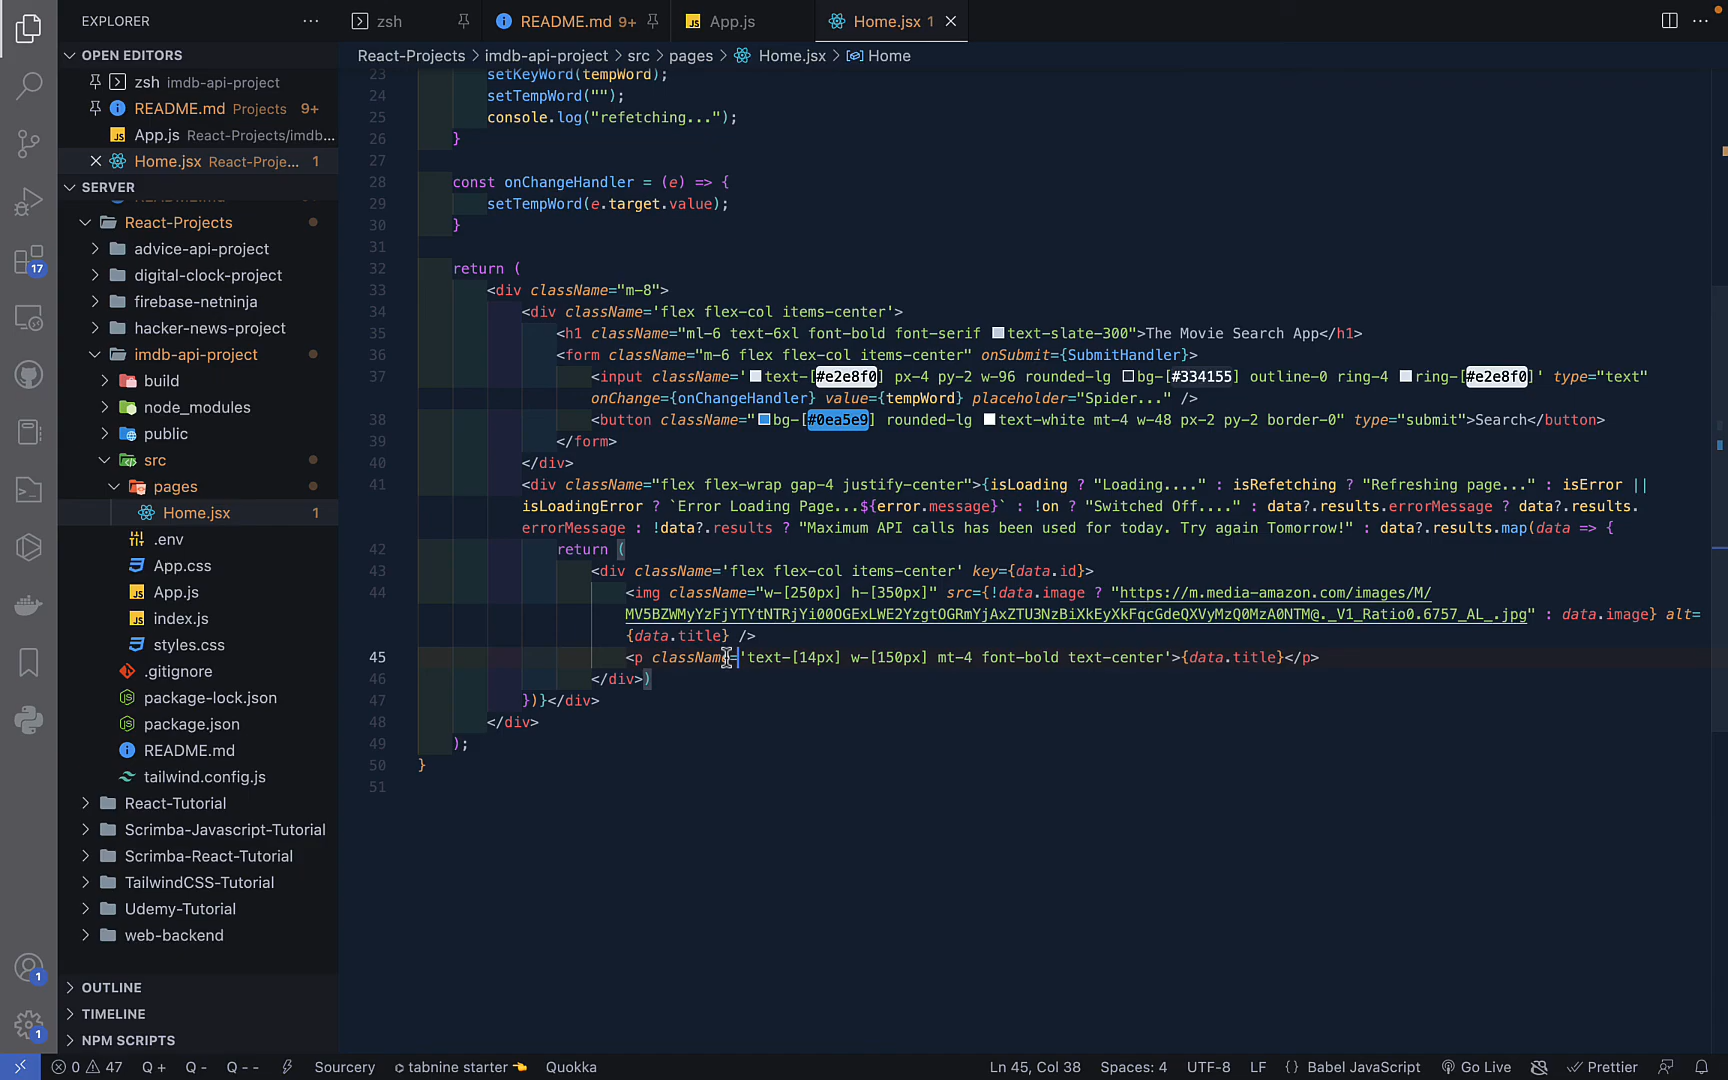 EXPLORER
zsh
README.md 9+
App.js
Home.jsx 1
OPEN EDITORS
zsh imdb-api-project
README.md Projects 9+
App.js React-Projects/imdb...
Home.jsx React-Proje... 1
SERVER
React-Projects
advice-api-project
digital-clock-project
firebase-netninja
hacker-news-project
imdb-api-project
build
node_modules
public
src
pages
Home.jsx 1
.env
App.css
App.js
index.js
styles.css
.gitignore
package-lock.json
package.json
README.md
tailwind.config.js
React-Tutorial
Scrimba-Javascript-Tutorial
Scrimba-React-Tutorial
TailwindCSS-Tutorial
Udemy-Tutorial
web-backend
OUTLINE
TIMELINE
NPM SCRIPTS
17
1
1
React-Projects > imdb-api-project > src > pages > Home.jsx > Home
23 setKeyWord(tempWord);
24 setTempWord("");
25 console.log("refetching...");
26 }
27
28 const onChangeHandler = (e) => {
29 setTempWord(e.target.value);
30 }
31
32 return (
33 <div className="m-8">
34 <div className='flex flex-col items-center'>
35 <h1 className="ml-6 text-6xl font-bold font-serif text-slate-300">The Movie Search App</h1>
36 <form className="m-6 flex flex-col items-center" onSubmit={SubmitHandler}>
37 <input className='text-[#e2e8f0] px-4 py-2 w-96 rounded-lg bg-[#334155] outline-0 ring-4 ring-[#e2e8f0]' type="text"
onChange={onChangeHandler} value={tempWord} placeholder="Spider..." />
38 <button className="bg-[#0ea5e9] rounded-lg text-white mt-4 w-48 px-2 py-2 border-0" type="submit">Search</button>
39 </form>
40 </div>
41 <div className="flex flex-wrap gap-4 justify-center">{isLoading ? "Loading...." : isRefetching ? "Refreshing page..." : isError ||
isLoadingError ? `Error Loading Page...${error.message}` : !on ? "Switched Off...." : data?.results.errorMessage ? data?.results.
errorMessage : !data?.results ? "Maximum API calls has been used for today. Try again Tomorrow!" : data?.results.map(data => {
42 return (
43 <div className='flex flex-col items-center' key={data.id}>
44 <img className="w-[250px] h-[350px]" src={!data.image ? "https://m.media-amazon.com/images/M/
MV5BZWMyYzFjYTYtNTRjYi00OGExLWE2YzgtOGRmYjAxZTU3NzBiXkEyXkFqcGdeQXVyMzQ0MzA0NTM@._V1_Ratio0.6757_AL_.jpg" : data.image} alt=
{data.title} />
45 <p className='text-[14px] w-[150px] mt-4 font-bold text-center'>{data.title}</p>
46 </div>)
47 })}</div>
48 </div>
49 );
50 }
51
0 47 Q + Q - Q -- Sourcery tabnine starter Quokka
Ln 45, Col 38 Spaces: 4 UTF-8 LF {} Babel JavaScript Go Live Prettier